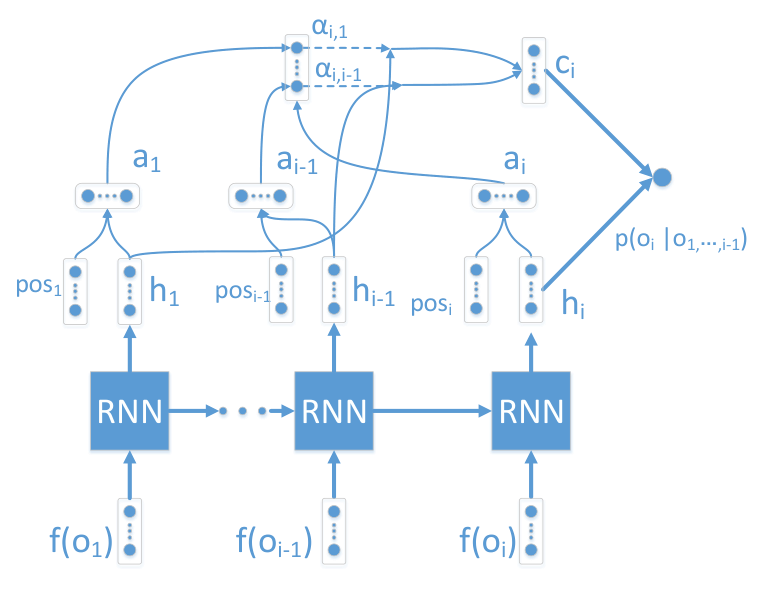 αi,1
αi,i-1
ci
a1
ai-1
ai
p(oi |o1,...,i-1)
pos1
h1
posi-1
hi-1
posi
hi
RNN
RNN
RNN
f(o1)
f(oi-1)
f(oi)